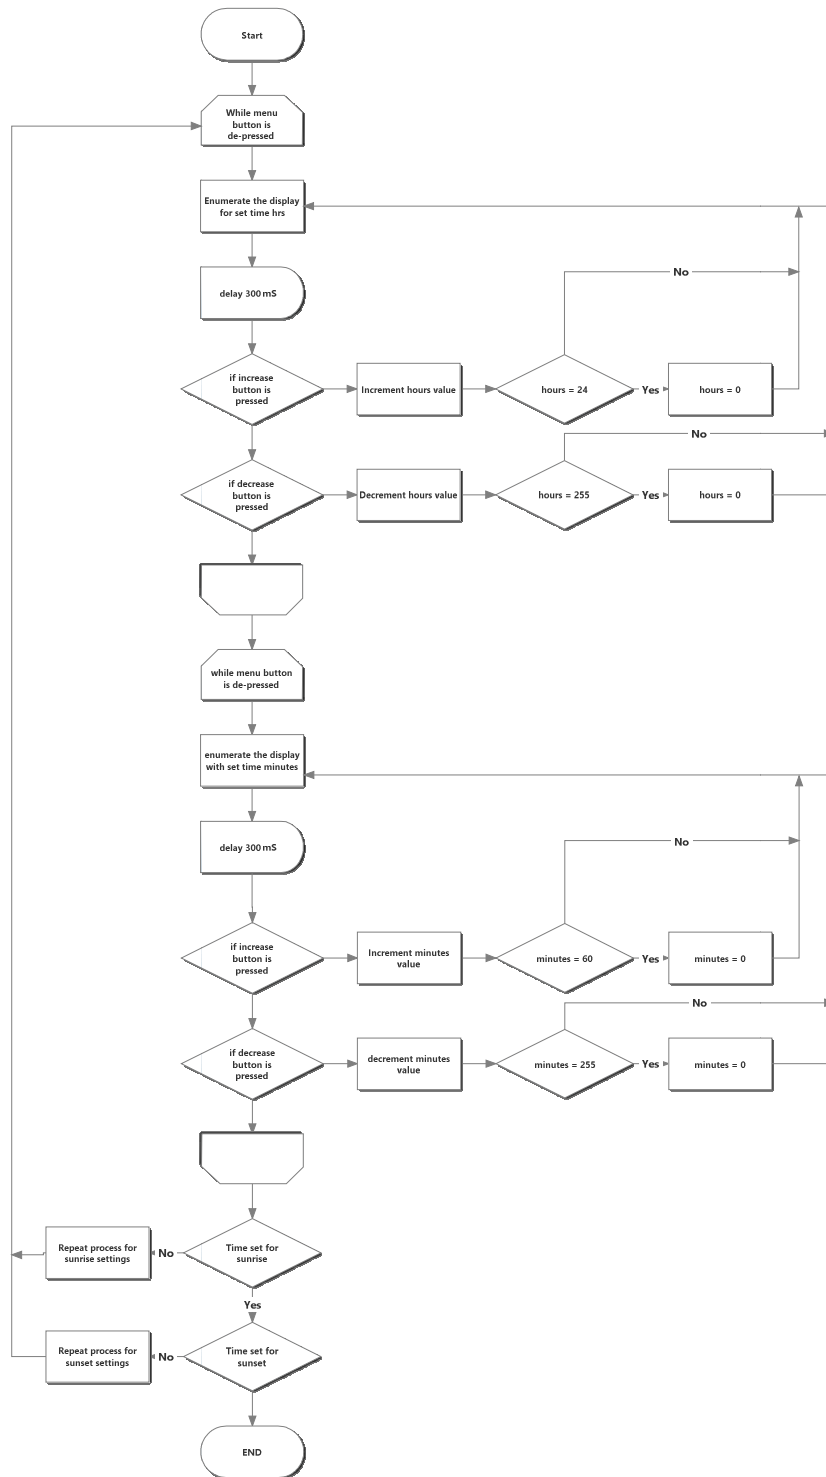 Start
While menu
button is
de-pressed
Enumerate the display
for set time hrs
No
delay 300mS
if increase
button is
pressed
Increment hours value
hours = 24
Yes
hours = 0
No
if decrease
button is
pressed
Decrement hours value
hours = 255
Yes
hours = 0
while menu button
is de-pressed
enumerate the display
with set time minutes
No
delay 300mS
if increase
button is
pressed
Increment minutes
value
minutes = 60
Yes
minutes = 0
No
if decrease
button is
pressed
decrement minutes
value
minutes = 255
Yes
minutes = 0
Repeat process for
sunrise settings
No
Time set for
sunrise
Yes
Repeat process for
sunset settings
No
Time set for
sunset
END